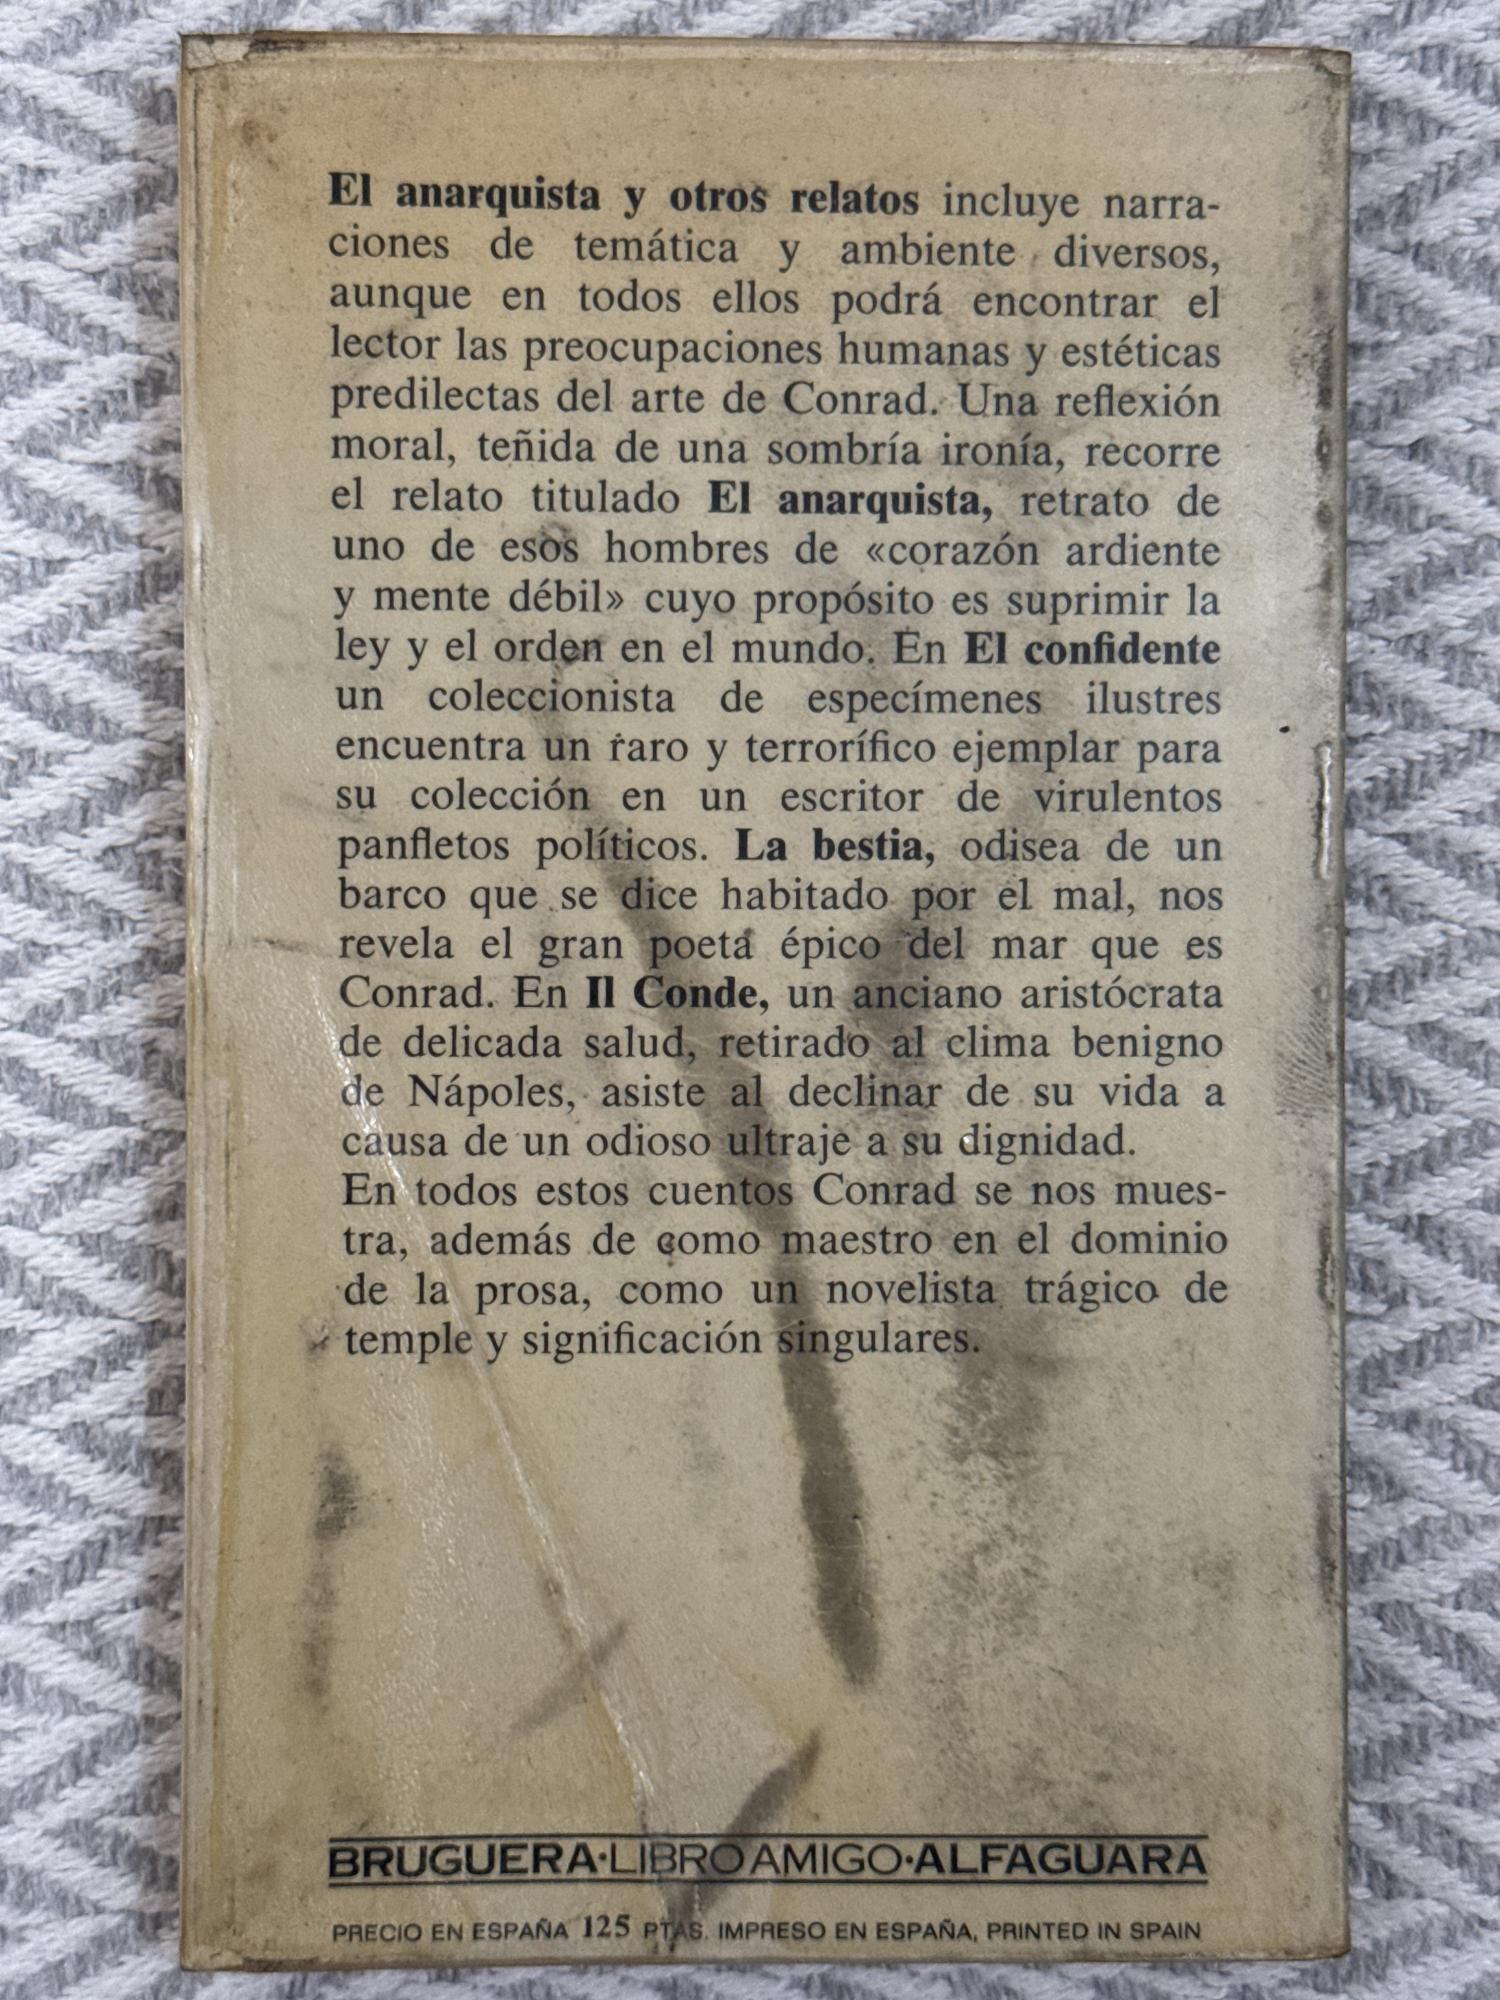 El anarquista y otros relatos incluye narra-
ciones de temática y ambiente diversos,
aunque en todos ellos podrá encontrar el
lector las preocupaciones humanas y estéticas
predilectas del arte de Conrad. Una reflexión
moral, teñida de una sombría ironía, recorre
el relato titulado El anarquista, retrato de
uno de esos hombres de «corazón ardiente
y mente débil» cuyo propósito es suprimir la
ley y el orden en el mundo. En El confidente
un coleccionista de especímenes ilustres
encuentra un raro y terrorífico ejemplar para
su colección en un escritor de virulentos
panfletos políticos. La bestia, odisea de un
barco que se dice habitado por el mal, nos
revela el gran poeta épico del mar que es
Conrad. En Il Conde, un anciano aristócrata
de delicada salud, retirado al clima benigno
de Nápoles, asiste al declinar de su vida a
causa de un odioso ultraje a su dignidad.
En todos estos cuentos Conrad se nos mues-
tra, además de como maestro en el dominio
de la prosa, como un novelista trágico de
temple y significación singulares.
BRUGUERA·LIBRO AMIGO·ALFAGUARA
PRECIO EN ESPAÑA 125 PTAS. IMPRESO EN ESPAÑA, PRINTED IN SPAIN